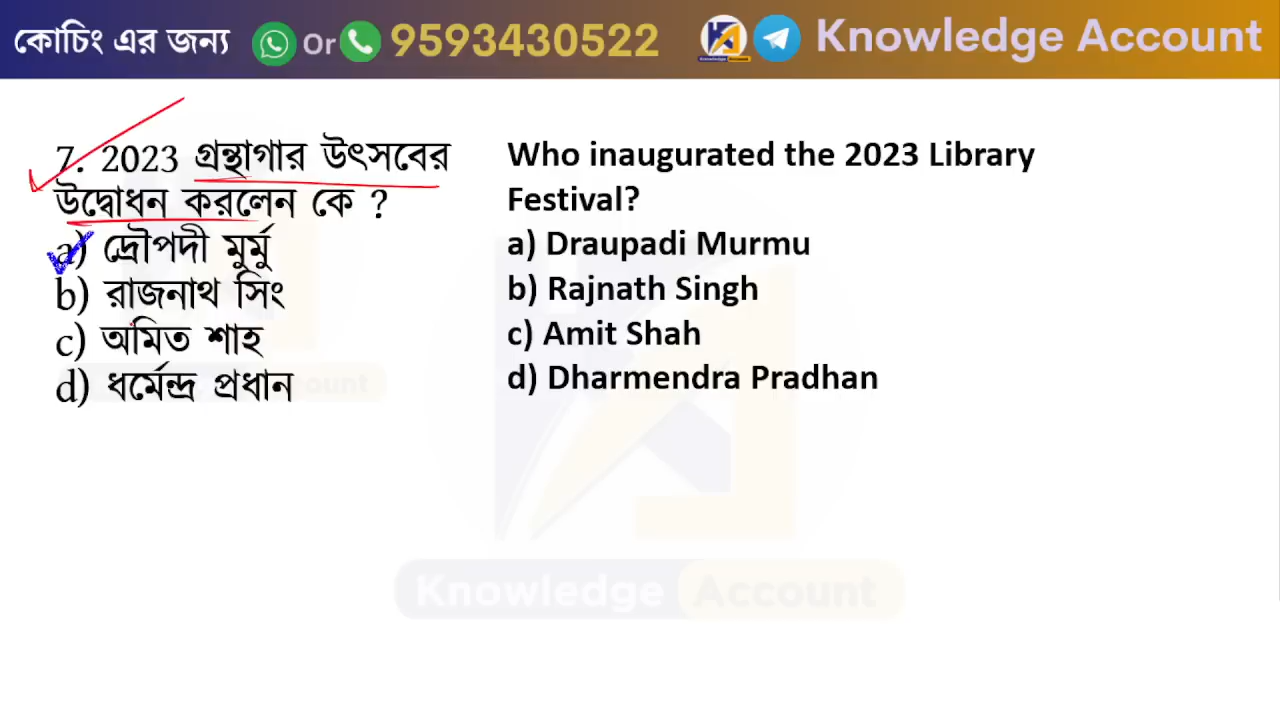 কোচিং এর জন্য Or 9593430522 Knowledge Account
7. 2023 গ্রন্থাগার উৎসবের
উদ্বোধন করলেন কে ?
a) দ্রৌপদী মুর্মু
b) রাজনাথ সিং
c) অমিত শাহ
d) ধর্মেন্দ্র প্রধান
Who inaugurated the 2023 Library
Festival?
a) Draupadi Murmu
b) Rajnath Singh
c) Amit Shah
d) Dharmendra Pradhan
Knowledge Account